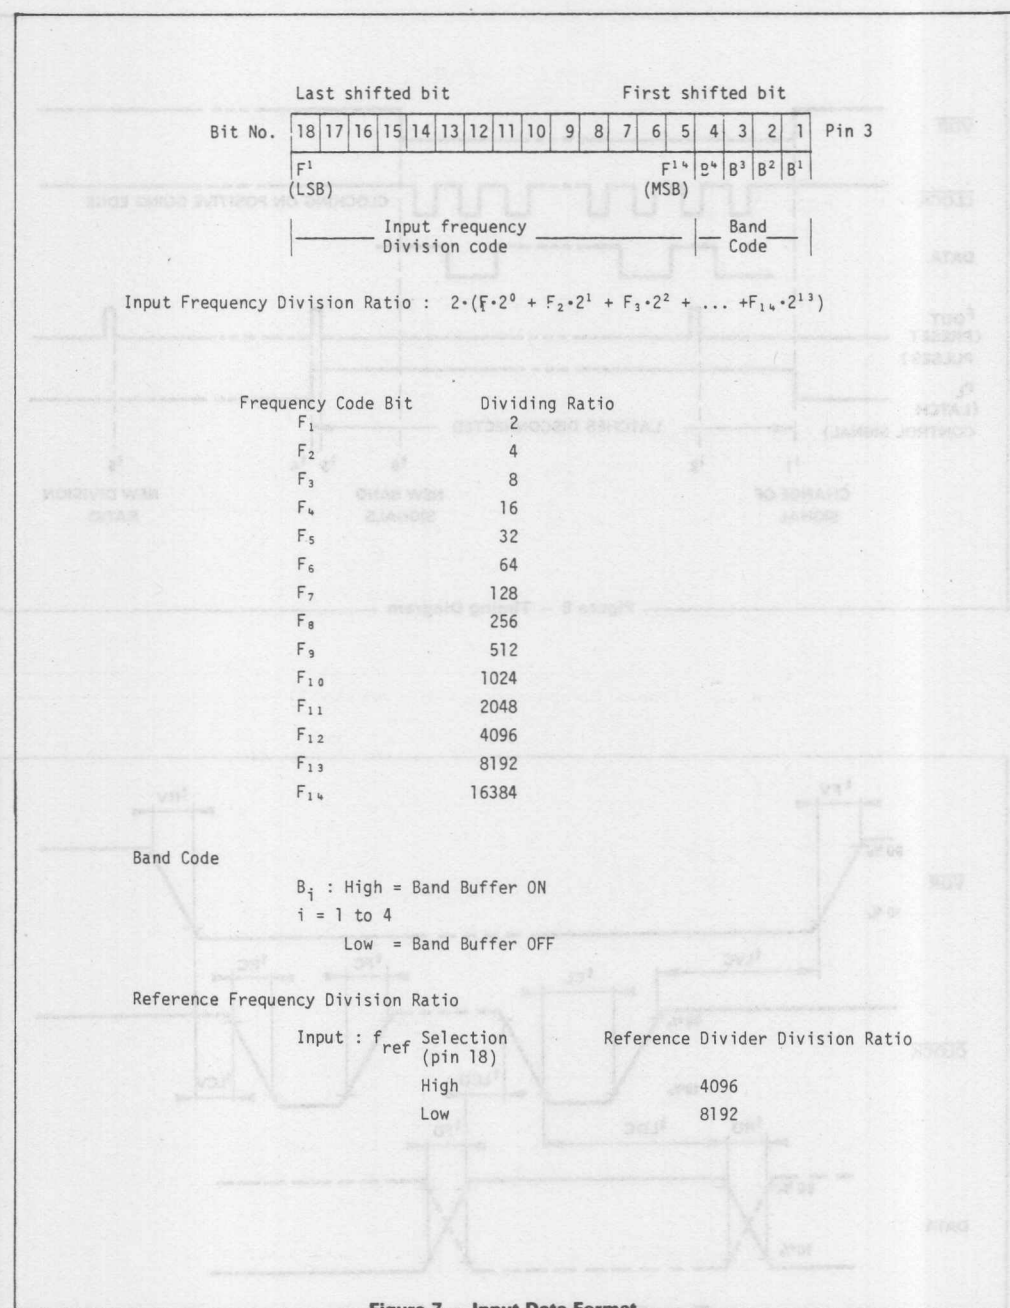 Last shifted bit First shifted bit
Bit No. 18 17 16 15 14 13 12 11 10 9 8 7 6 5 4 3 2 1 Pin 3
F¹ F¹⁴ B⁴ B³ B² B¹
(LSB) (MSB)
Input frequency Band
Division code Code
Input Frequency Division Ratio : 2·(F·2⁰ + F₂·2¹ + F₃·2² + ... +F₁₄·2¹³)
Frequency Code Bit Dividing Ratio
F₁ 2
F₂ 4
F₃ 8
F₄ 16
F₅ 32
F₆ 64
F₇ 128
F₈ 256
F₉ 512
F₁₀ 1024
F₁₁ 2048
F₁₂ 4096
F₁₃ 8192
F₁₄ 16384
Band Code
Bᵢ : High = Band Buffer ON
i = 1 to 4
Low = Band Buffer OFF
Reference Frequency Division Ratio
Input : f_ref Selection Reference Divider Division Ratio
(pin 18)
High 4096
Low 8192
Figure 7 — Input Data Format